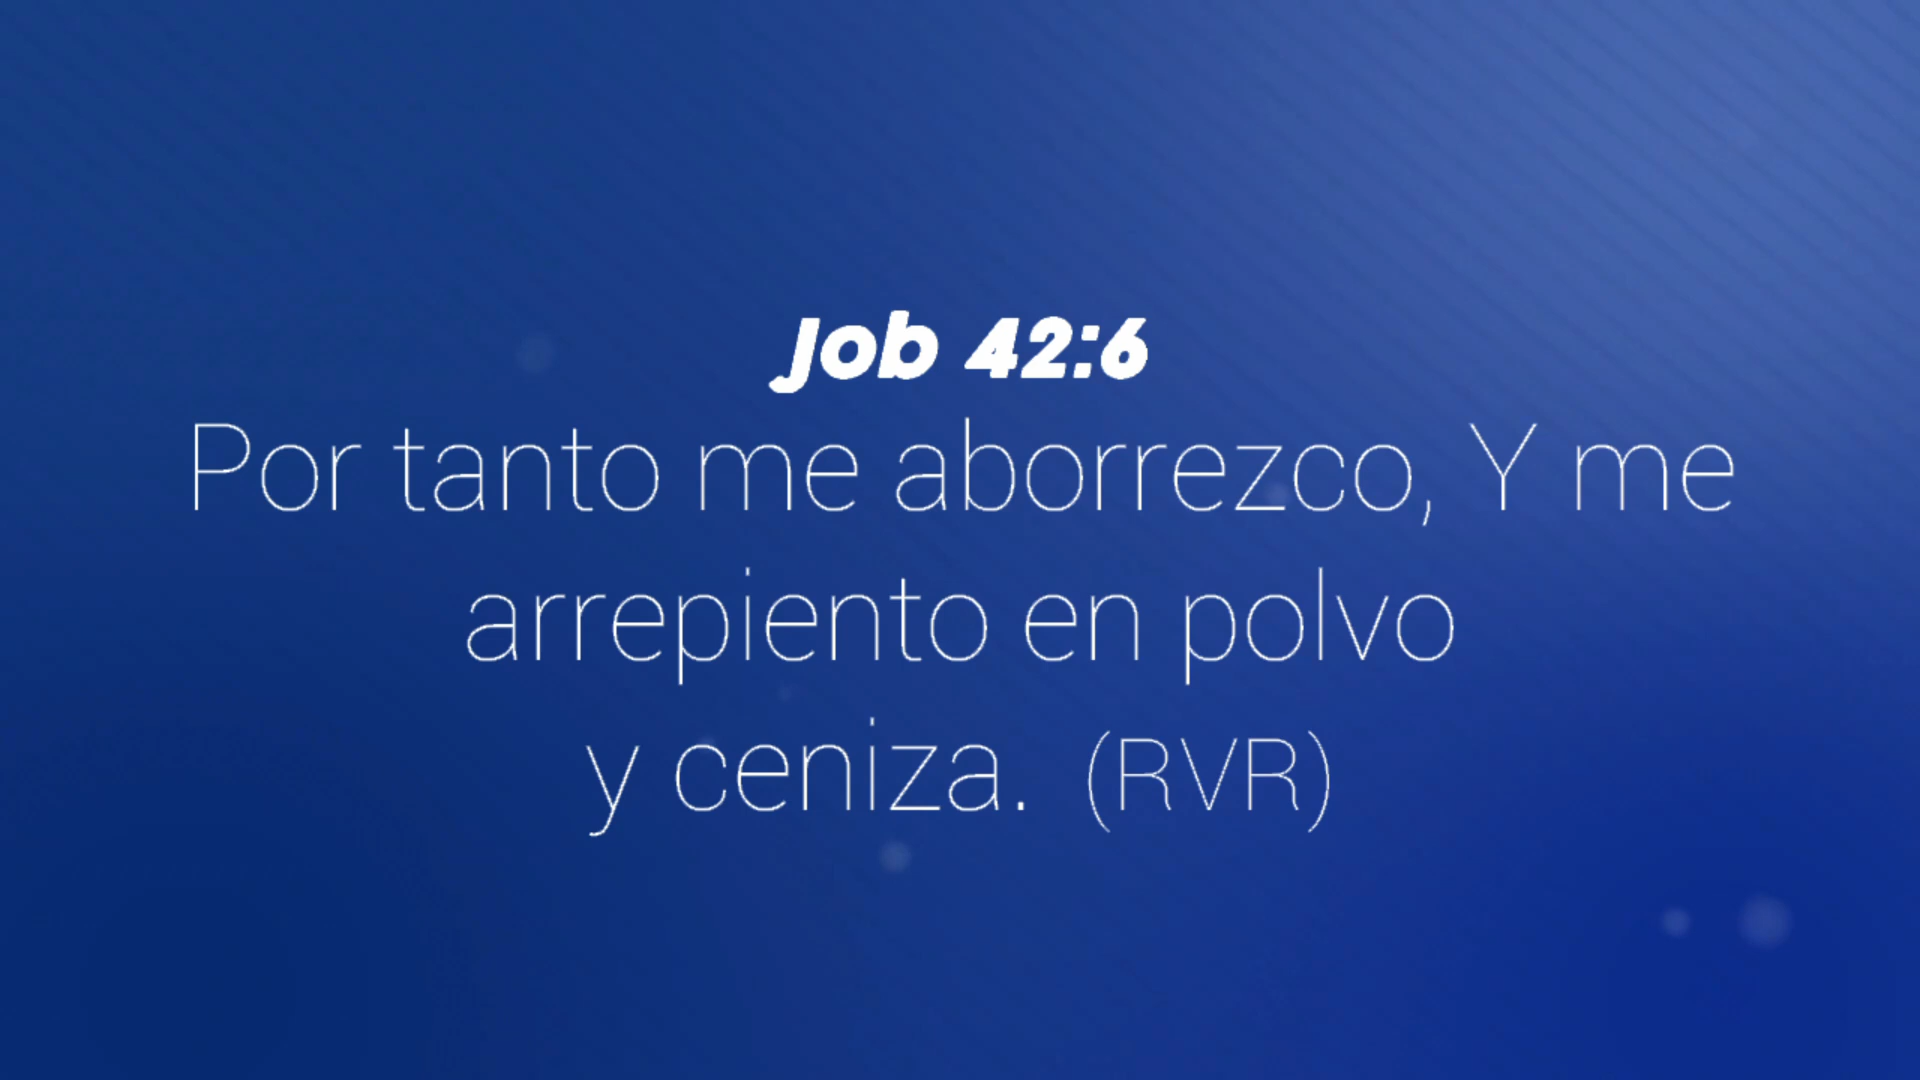 Job 42:6
Por tanto me aborrezco, Y me
arrepiento en polvo
y ceniza. (RVR)